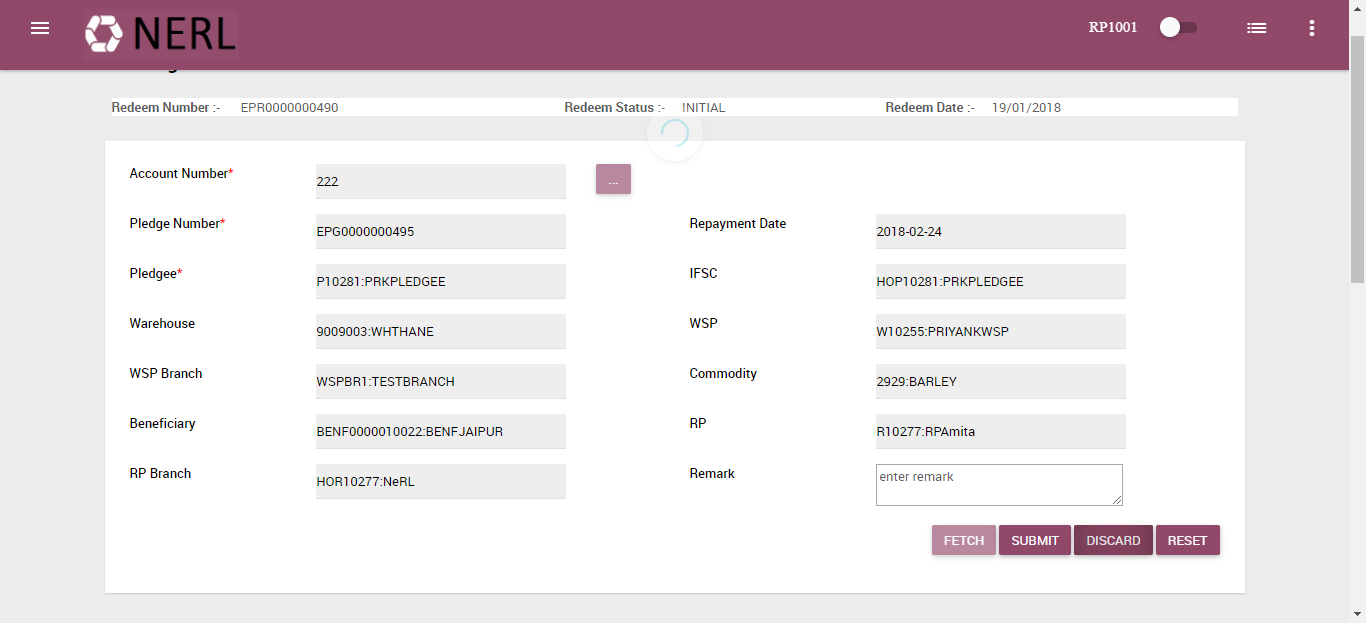 NERL RP1001
Redeem Number :- EPR0000000490 Redeem Status :- INITIAL Redeem Date :- 19/01/2018
Account Number* 222 ...
Pledge Number* EPG0000000495 Repayment Date 2018-02-24
Pledgee* P10281:PRKPLEDGEE IFSC HOP10281:PRKPLEDGEE
Warehouse 9009003:WHTHANE WSP W10255:PRIYANKWSP
WSP Branch WSPBR1:TESTBRANCH Commodity 2929:BARLEY
Beneficiary BENF0000010022:BENFJAIPUR RP R10277:RPAmita
RP Branch HOR10277:NeRL Remark enter remark
FETCH SUBMIT DISCARD RESET